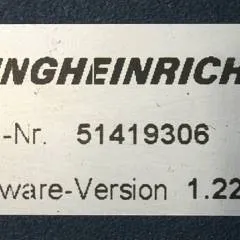 NGHEINRICH
-Nr. 51419306
ware-Version 1.22